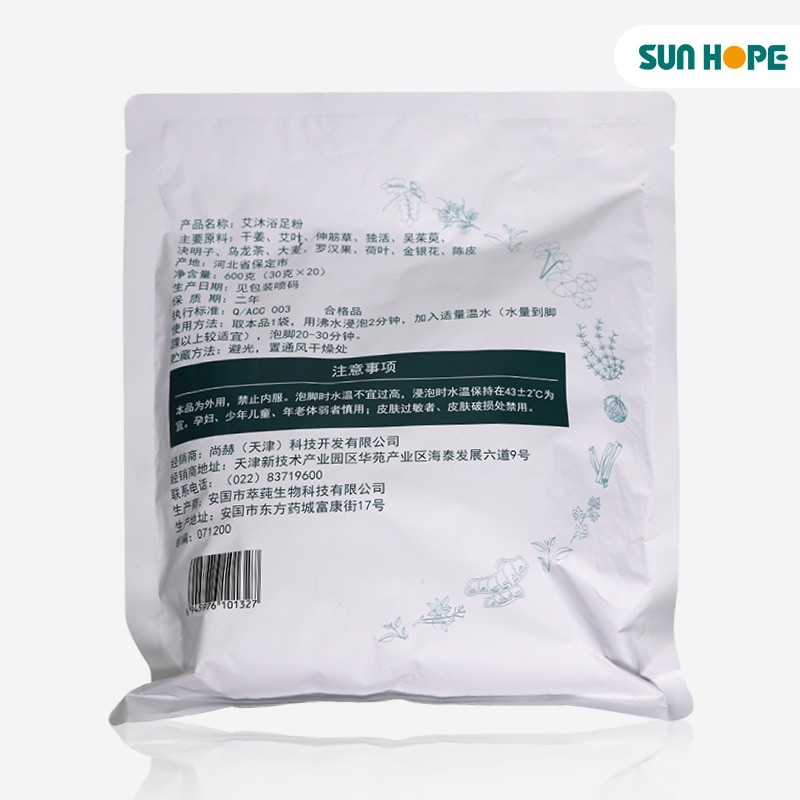 SUN HOPE
产品名称：艾沐浴足粉
主要原料：干姜、艾叶、伸筋草、独活、吴茱萸、
决明子、乌龙茶、大麦、罗汉果、荷叶、金银花、陈皮
产地：河北省保定市
净含量：600克（30克×20）
生产日期：见包装喷码
保 质 期：二年
执行标准：Q/ACC 003 合格品
使用方法：取本品1袋，用沸水浸泡2分钟，加入适量温水（水量到脚
踝以上较适宜），泡脚20-30分钟。
贮藏方法：避光，置通风干燥处
注意事项
本品为外用，禁止内服。泡脚时水温不宜过高，浸泡时水温保持在43±2℃为
宜。孕妇、少年儿童、年老体弱者慎用；皮肤过敏者、皮肤破损处禁用。
经销商：尚赫（天津）科技开发有限公司
经销商地址：天津新技术产业园区华苑产业区海泰发展六道9号
联系电话：（022）83719600
生产商：安国市萃莼生物科技有限公司
生产地址：安国市东方药城富康街17号
邮编：071200
6945976101327